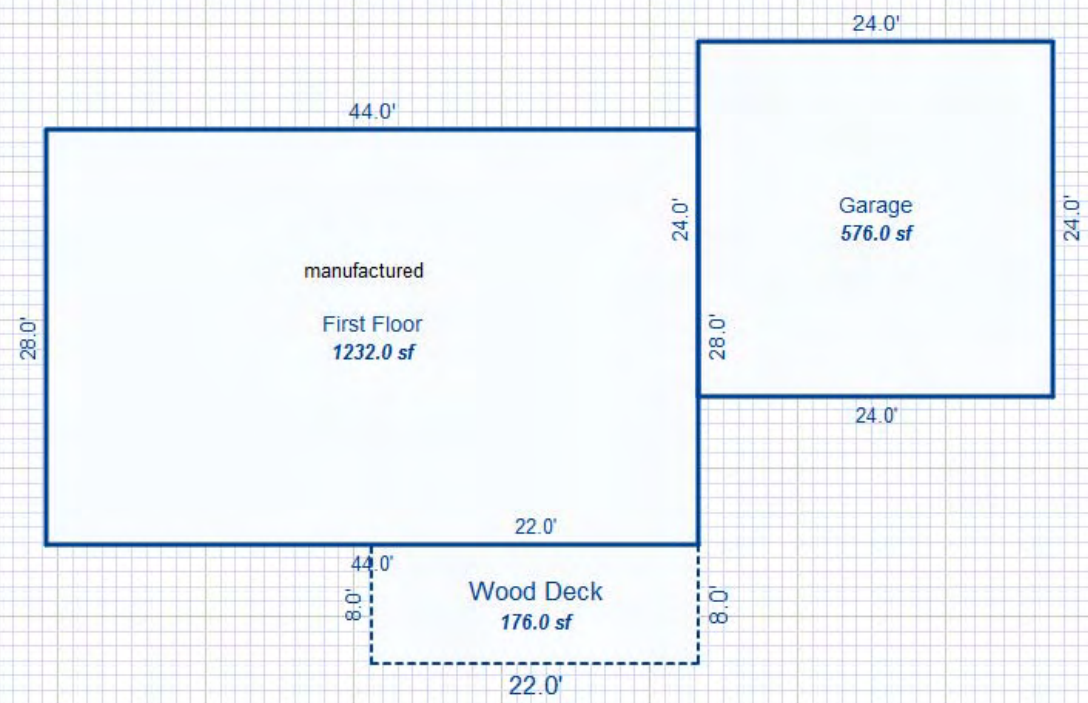 24.0'
44.0'
24.0'
Garage
576.0 sf
24.0'
manufactured
First Floor
1232.0 sf
28.0'
28.0'
24.0'
22.0'
44.0'
8.0'
Wood Deck
176.0 sf
8.0'
22.0'